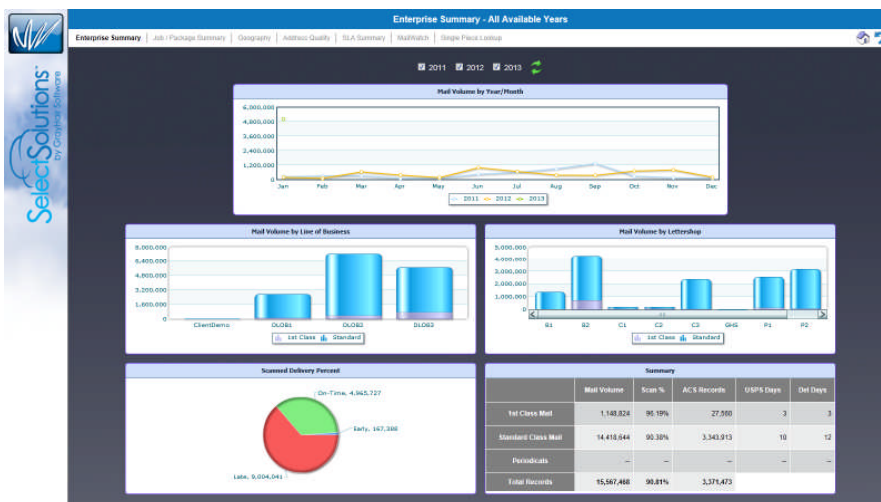 Enterprise Summary - All Available Years
Enterprise Summary | Job / Package Summary | Geography | Address Quality | SLA Summary | MailWatch | Single Piece Lookup
SelectSolutions
by Grayhair Software
2011 2012 2013
Mail Volume by Year/Month
6,000,000
4,800,000
3,600,000
2,400,000
1,200,000
0
Jan Feb Mar Apr May Jun Jul Aug Sep Oct Nov Dec
2011 2012 2013
Mail Volume by Line of Business
8,000,000
6,400,000
4,800,000
3,200,000
1,600,000
0
ClientDemo DLOB1 DLOB2 DLOB3
1st Class Standard
Mail Volume by Lettershop
5,000,000
4,000,000
3,000,000
2,000,000
1,000,000
0
B1 B2 C1 C2 C3 GHS P1 P2
1st Class Standard
Scanned Delivery Percent
On-Time, 4,965,727
Early, 167,388
Late, 9,004,041
Summary
Mail Volume Scan % ACS Records USPS Days Del Days
1st Class Mail 1,148,824 96.19% 27,560 3 3
Standard Class Mail 14,418,644 90.38% 3,343,913 10 12
Periodicals -- -- -- -- --
Total Records 15,567,468 90.81% 3,371,473